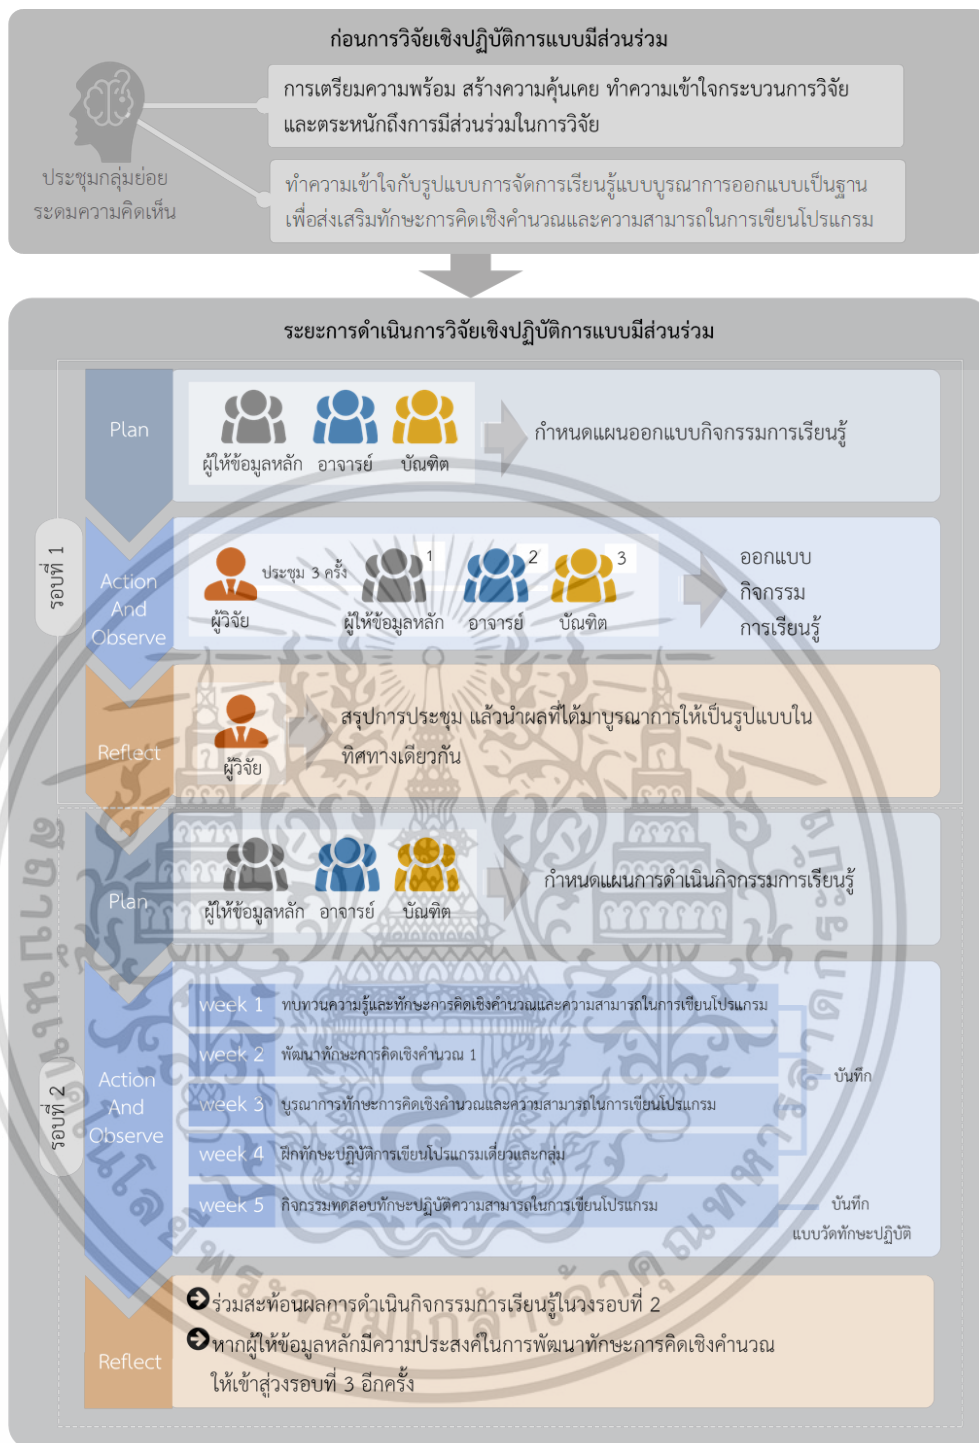 ก่อนการวิจัยเชิงปฏิบัติการแบบมีส่วนร่วม
การเตรียมความพร้อม สร้างความคุ้นเคย ทำความเข้าใจกระบวนการวิจัย
และตระหนักถึงการมีส่วนร่วมในการวิจัย
ประชุมกลุ่มย่อย
ระดมความคิดเห็น
ทำความเข้าใจกับรูปแบบการจัดการเรียนรู้แบบบูรณาการออกแบบเป็นฐาน
เพื่อส่งเสริมทักษะการคิดเชิงคำนวณและความสามารถในการเขียนโปรแกรม
ระยะการดำเนินการวิจัยเชิงปฏิบัติการแบบมีส่วนร่วม
รอบที่ 1
Plan
ผู้ให้ข้อมูลหลัก อาจารย์ บัณฑิต
กำหนดแผนออกแบบกิจกรรมการเรียนรู้
Action
And
Observe
ผู้วิจัย
ประชุม 3 ครั้ง
1 2 3
ผู้ให้ข้อมูลหลัก อาจารย์ บัณฑิต
ออกแบบ
กิจกรรม
การเรียนรู้
Reflect
ผู้วิจัย
สรุปการประชุม แล้วนำผลที่ได้มาบูรณาการให้เป็นรูปแบบใน
ทิศทางเดียวกัน
รอบที่ 2
Plan
ผู้ให้ข้อมูลหลัก อาจารย์ บัณฑิต
กำหนดแผนการดำเนินกิจกรรมการเรียนรู้
Action
And
Observe
week 1 ทบทวนความรู้และทักษะการคิดเชิงคำนวณและความสามารถในการเขียนโปรแกรม
week 2 พัฒนาทักษะการคิดเชิงคำนวณ 1
week 3 บูรณาการทักษะการคิดเชิงคำนวณและความสามารถในการเขียนโปรแกรม
week 4 ฝึกทักษะปฏิบัติการเขียนโปรแกรมเดี่ยวและกลุ่ม
บันทึก
week 5 กิจกรรมทดสอบทักษะปฏิบัติความสามารถในการเขียนโปรแกรม
บันทึก
แบบวัดทักษะปฏิบัติ
Reflect
ร่วมสะท้อนผลการดำเนินกิจกรรมการเรียนรู้ในวงรอบที่ 2
หากผู้ให้ข้อมูลหลักมีความประสงค์ในการพัฒนาทักษะการคิดเชิงคำนวณ
ให้เข้าสู่วงรอบที่ 3 อีกครั้ง
สถาบันเทคโนโลยีพระจอมเกล้าเจ้าคุณทหารลาดกระบัง